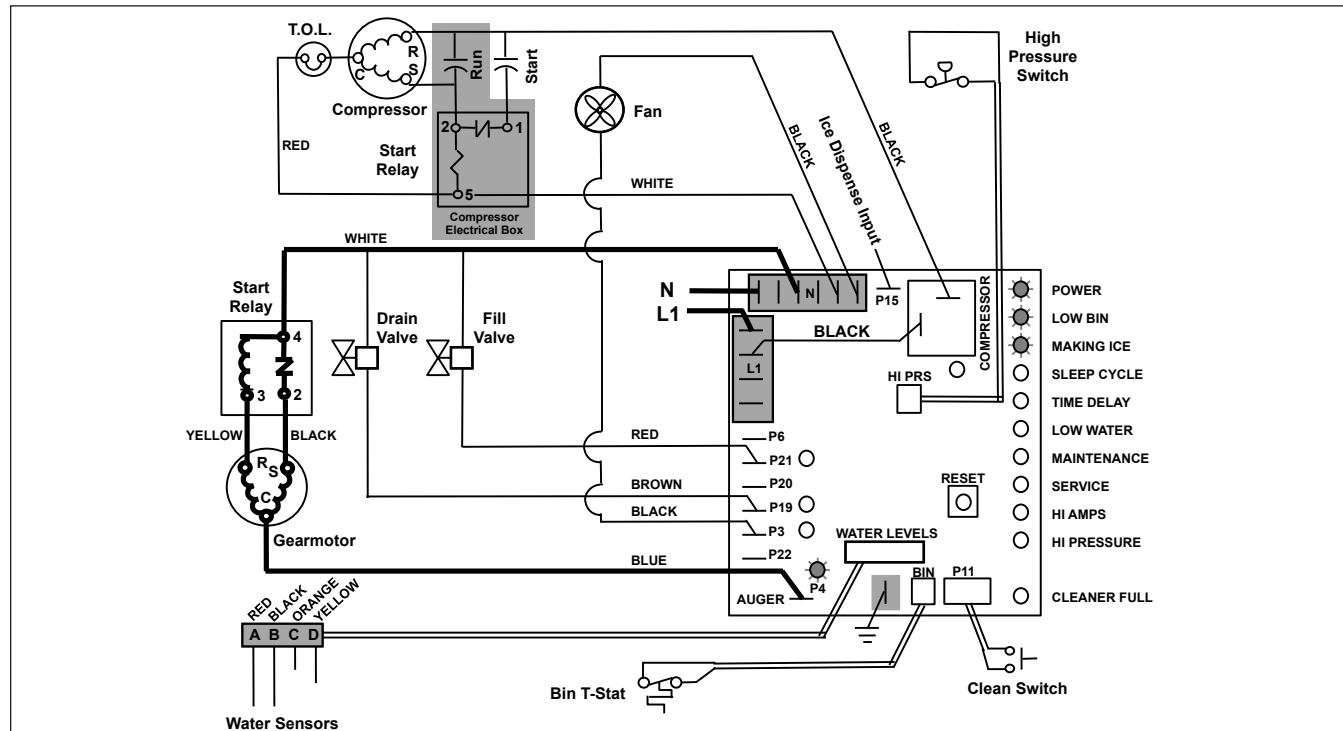 T.O.L.
R
S
C
Compressor
Run
Start
RED
2
1
Start
Relay
5
Compressor
Electrical Box
Fan
BLACK
Ice Dispense Input
BLACK
High
Pressure
Switch
WHITE
WHITE
Start
Relay
4
3
2
YELLOW
BLACK
R
S
C
Gearmotor
Drain
Valve
Fill
Valve
N
L1
N
L1
P15
BLACK
COMPRESSOR
HI PRS
POWER
LOW BIN
MAKING ICE
SLEEP CYCLE
TIME DELAY
LOW WATER
MAINTENANCE
SERVICE
HI AMPS
HI PRESSURE
CLEANER FULL
RED
BROWN
BLACK
BLUE
P6
P21
P20
P19
P3
P22
P4
AUGER
RESET
WATER LEVELS
BIN
P11
RED
BLACK
ORANGE
YELLOW
A B C D
Water Sensors
Bin T-Stat
Clean Switch